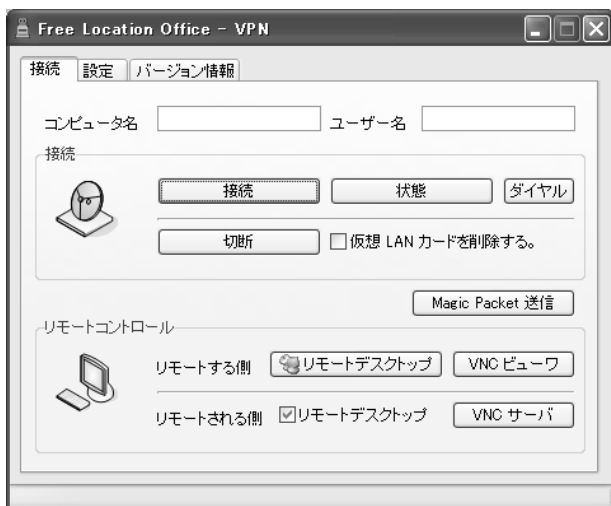 Free Location Office - VPN
接続 設定 バージョン情報
コンピュータ名 ユーザー名
接続
接続 状態 ダイヤル
切断 仮想 LAN カードを削除する。
Magic Packet 送信
リモートコントロール
リモートする側 リモートデスクトップ VNC ビューワ
リモートされる側 リモートデスクトップ VNC サーバ